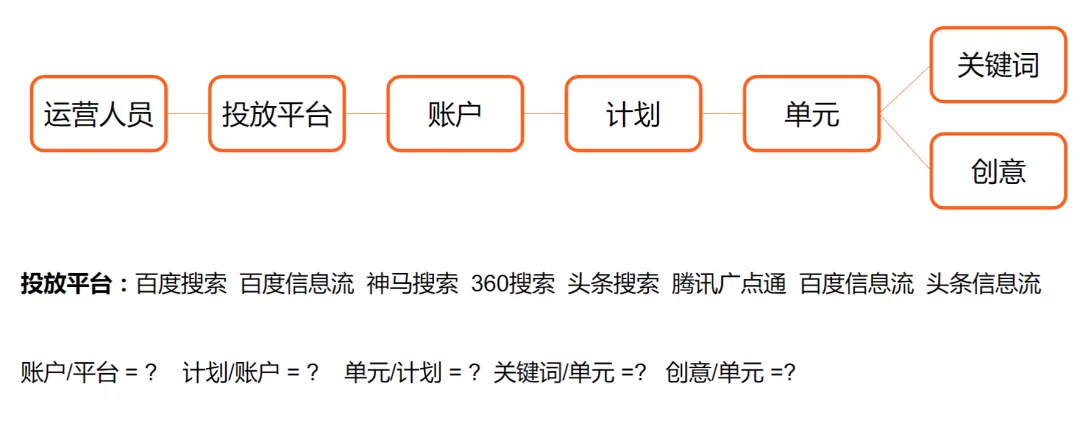 运营人员
投放平台
账户
计划
单元
关键词
创意
投放平台：百度搜索 百度信息流 神马搜索 360搜索 头条搜索 腾讯广点通 百度信息流 头条信息流
账户/平台 = ? 计划/账户 = ? 单元/计划 = ? 关键词/单元 =? 创意/单元 =?